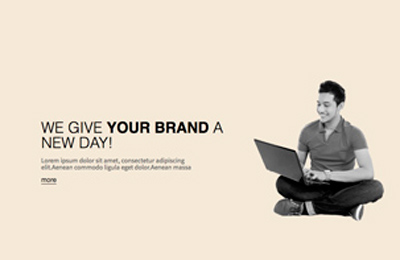 WE GIVE YOUR BRAND A
NEW DAY!
Lorem ipsum dolor sit amet, consectetur adipiscing
elit.Aenean commodo ligula eget dolor.Aenean massa
more